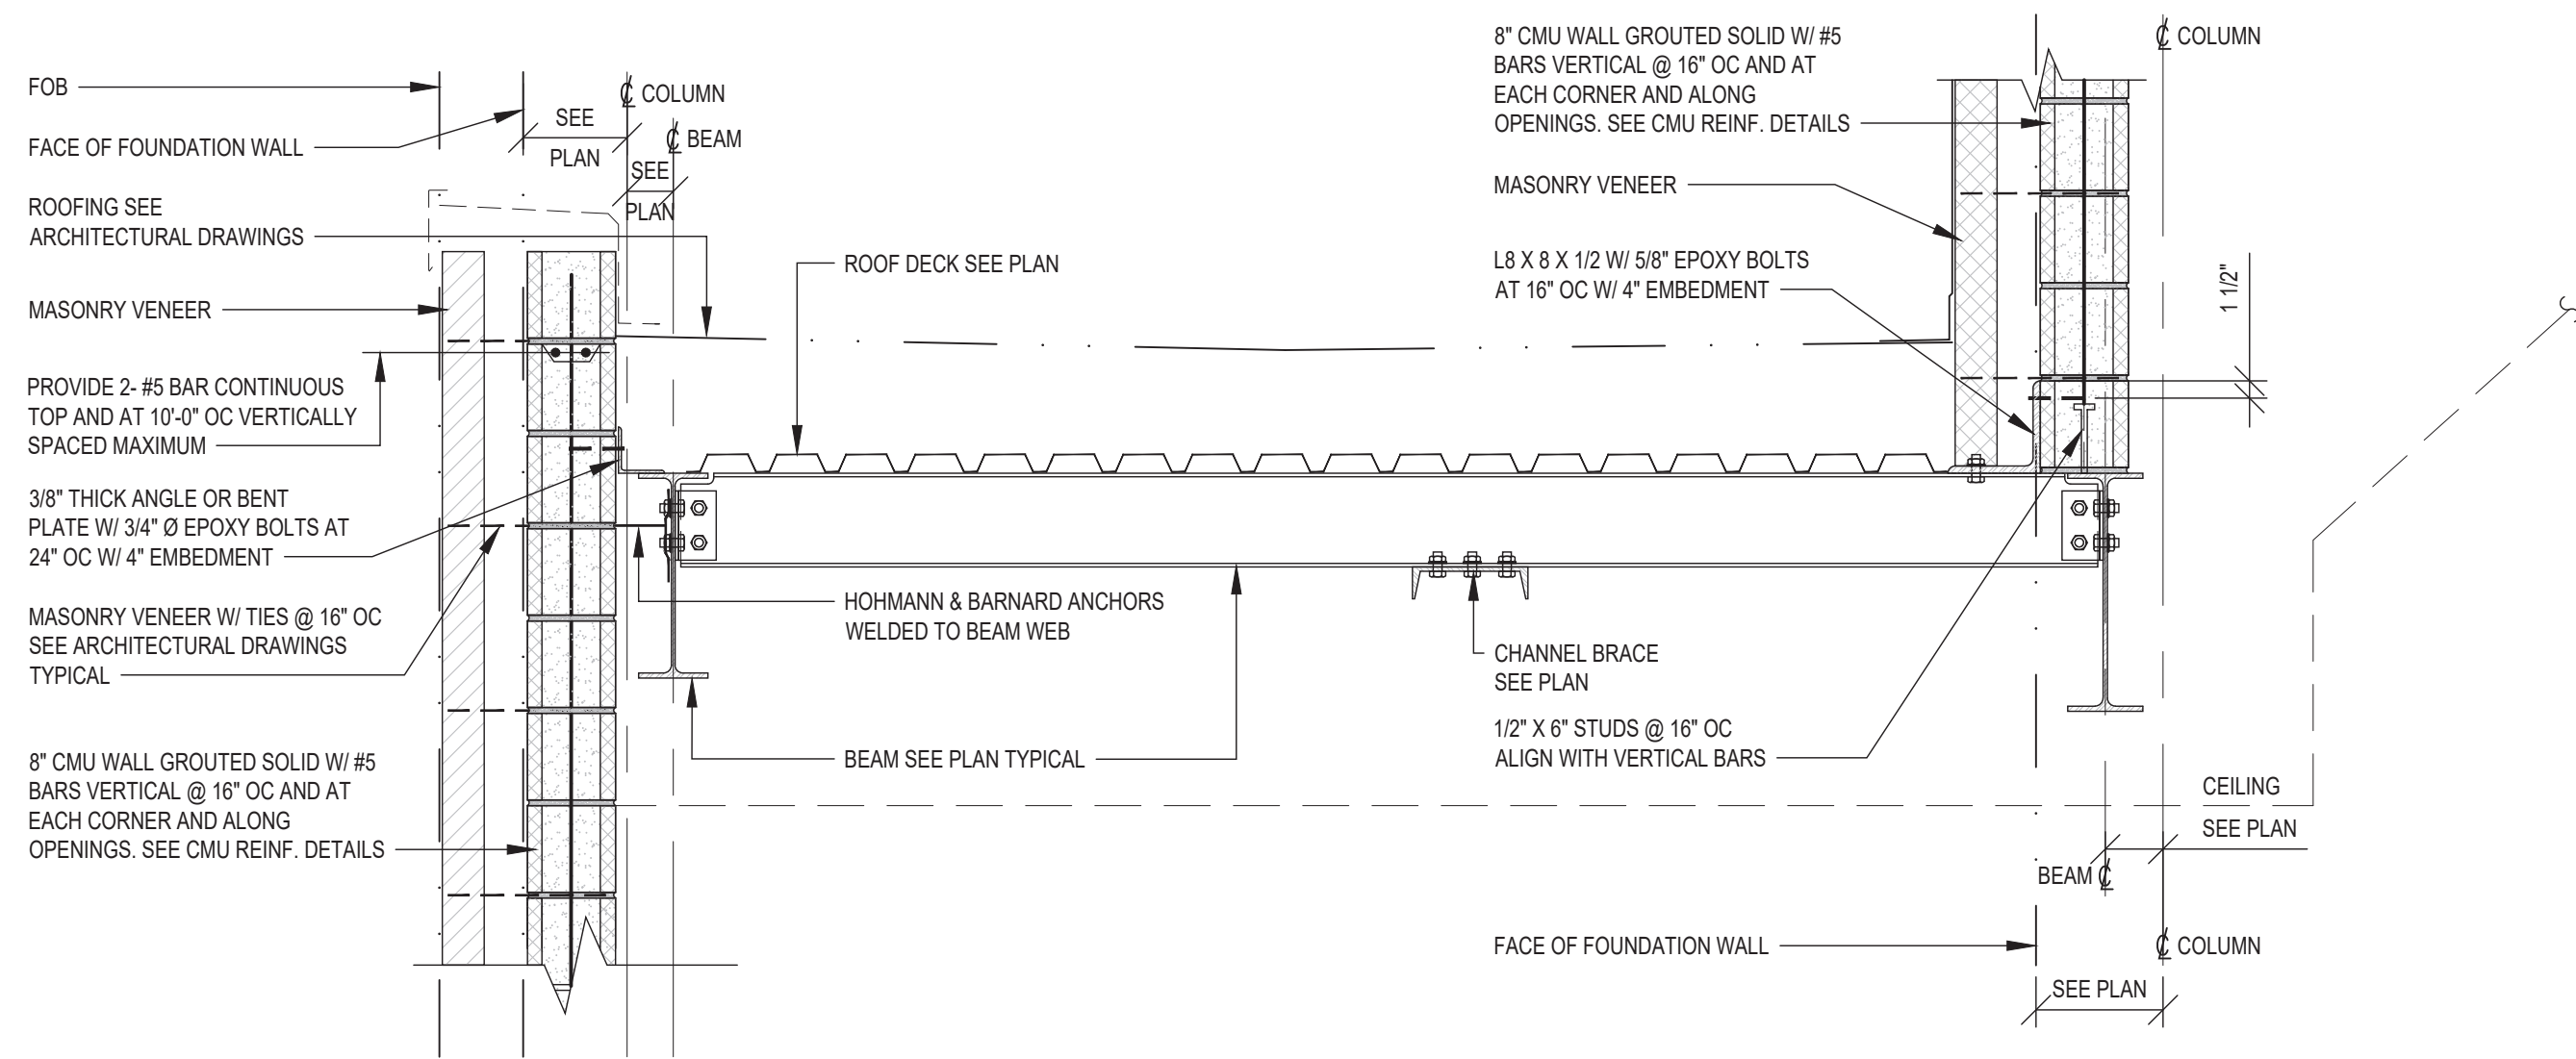 FOB
FACE OF FOUNDATION WALL
ROOFING SEE
ARCHITECTURAL DRAWINGS
MASONRY VENEER
PROVIDE 2- #5 BAR CONTINUOUS
TOP AND AT 10'-0" OC VERTICALLY
SPACED MAXIMUM
3/8" THICK ANGLE OR BENT
PLATE W/ 3/4" Ø EPOXY BOLTS AT
24" OC W/ 4" EMBEDMENT
MASONRY VENEER W/ TIES @ 16" OC
SEE ARCHITECTURAL DRAWINGS
TYPICAL
8" CMU WALL GROUTED SOLID W/ #5
BARS VERTICAL @ 16" OC AND AT
EACH CORNER AND ALONG
OPENINGS. SEE CMU REINF. DETAILS
SEE
PLAN
℄ COLUMN
℄ BEAM
SEE
PLAN
ROOF DECK SEE PLAN
HOHMANN & BARNARD ANCHORS
WELDED TO BEAM WEB
BEAM SEE PLAN TYPICAL
8" CMU WALL GROUTED SOLID W/ #5
BARS VERTICAL @ 16" OC AND AT
EACH CORNER AND ALONG
OPENINGS. SEE CMU REINF. DETAILS
MASONRY VENEER
L8 X 8 X 1/2 W/ 5/8" EPOXY BOLTS
AT 16" OC W/ 4" EMBEDMENT
CHANNEL BRACE
SEE PLAN
1/2" X 6" STUDS @ 16" OC
ALIGN WITH VERTICAL BARS
FACE OF FOUNDATION WALL
℄ COLUMN
1 1/2"
CEILING
SEE PLAN
BEAM ℄
℄ COLUMN
SEE PLAN